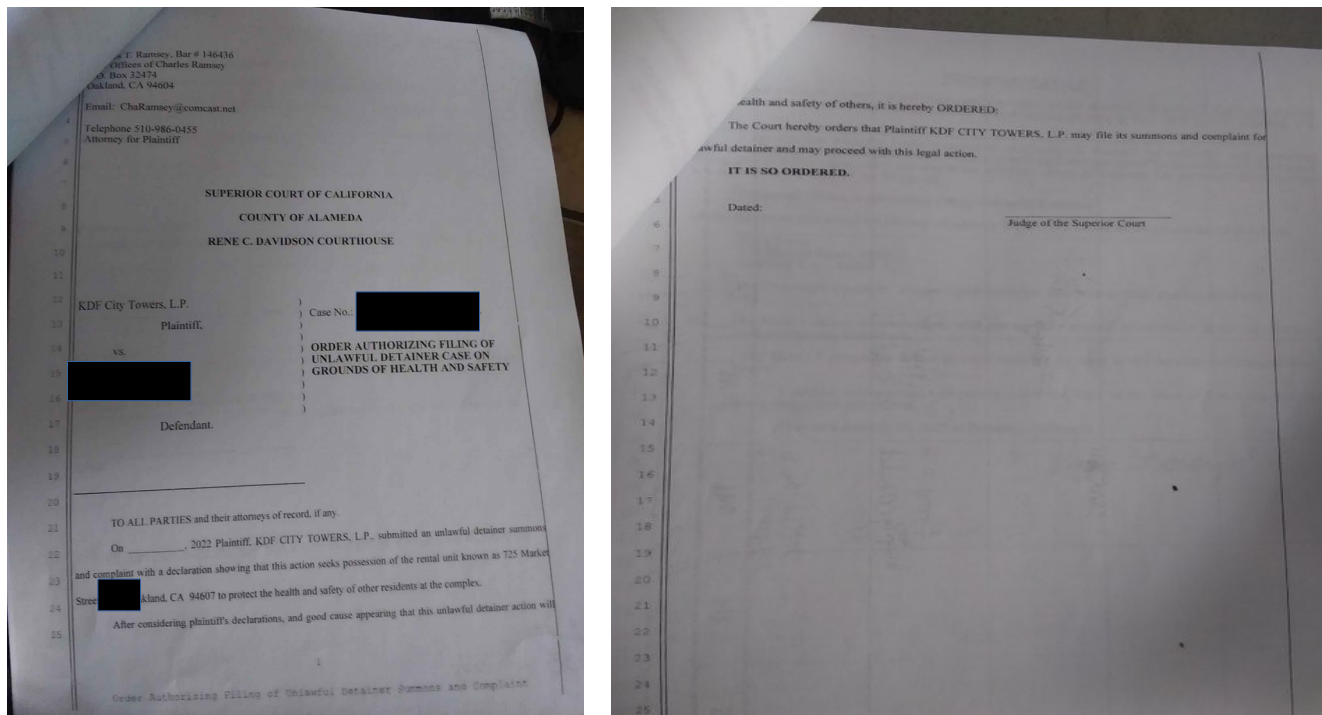 T. Ramsey, Bar # 146436
Offices of Charles Ramsey
O. Box 32474
Oakland, CA 94604
Email: ChaRamsey@comcast.net
Telephone 510-986-0455
Attorney for Plaintiff
SUPERIOR COURT OF CALIFORNIA
COUNTY OF ALAMEDA
RENE C. DAVIDSON COURTHOUSE
KDF City Towers, L.P.
Plaintiff,
vs.
Defendant.
Case No.:
ORDER AUTHORIZING FILING OF
UNLAWFUL DETAINER CASE ON
GROUNDS OF HEALTH AND SAFETY
TO ALL PARTIES and their attorneys of record, if any.
On __________, 2022 Plaintiff, KDF CITY TOWERS, L.P., submitted an unlawful detainer summons
and complaint with a declaration showing that this action seeks possession of the rental unit known as 725 Market
Stree kland, CA 94607 to protect the health and safety of other residents at the complex.
After considering plaintiff's declarations, and good cause appearing that this unlawful detainer action will
1
Order Authorizing Filing of Unlawful Detainer Summons and Complaint
ealth and safety of others, it is hereby ORDERED:
The Court hereby orders that Plaintiff KDF CITY TOWERS, L.P. may file its summons and complaint for
awful detainer and may proceed with this legal action.
IT IS SO ORDERED.
Dated:
Judge of the Superior Court